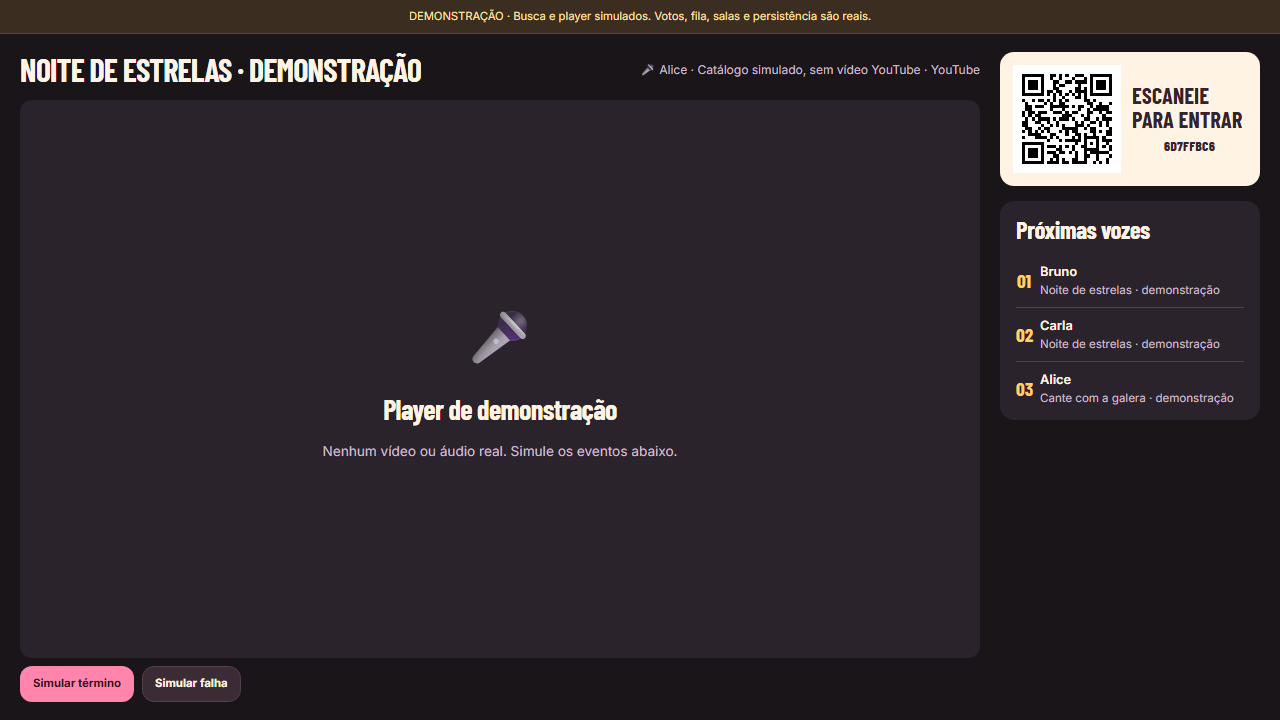 DEMONSTRAÇÃO · Busca e player simulados. Votos, fila, salas e persistência são reais.
NOITE DE ESTRELAS · DEMONSTRAÇÃO
Alice · Catálogo simulado, sem vídeo YouTube · YouTube
Player de demonstração
Nenhum vídeo ou áudio real. Simule os eventos abaixo.
Simular término
Simular falha
ESCANEIE
PARA ENTRAR
6D7FFBC6
Próximas vozes
01
Bruno
Noite de estrelas · demonstração
02
Carla
Noite de estrelas · demonstração
03
Alice
Cante com a galera · demonstração